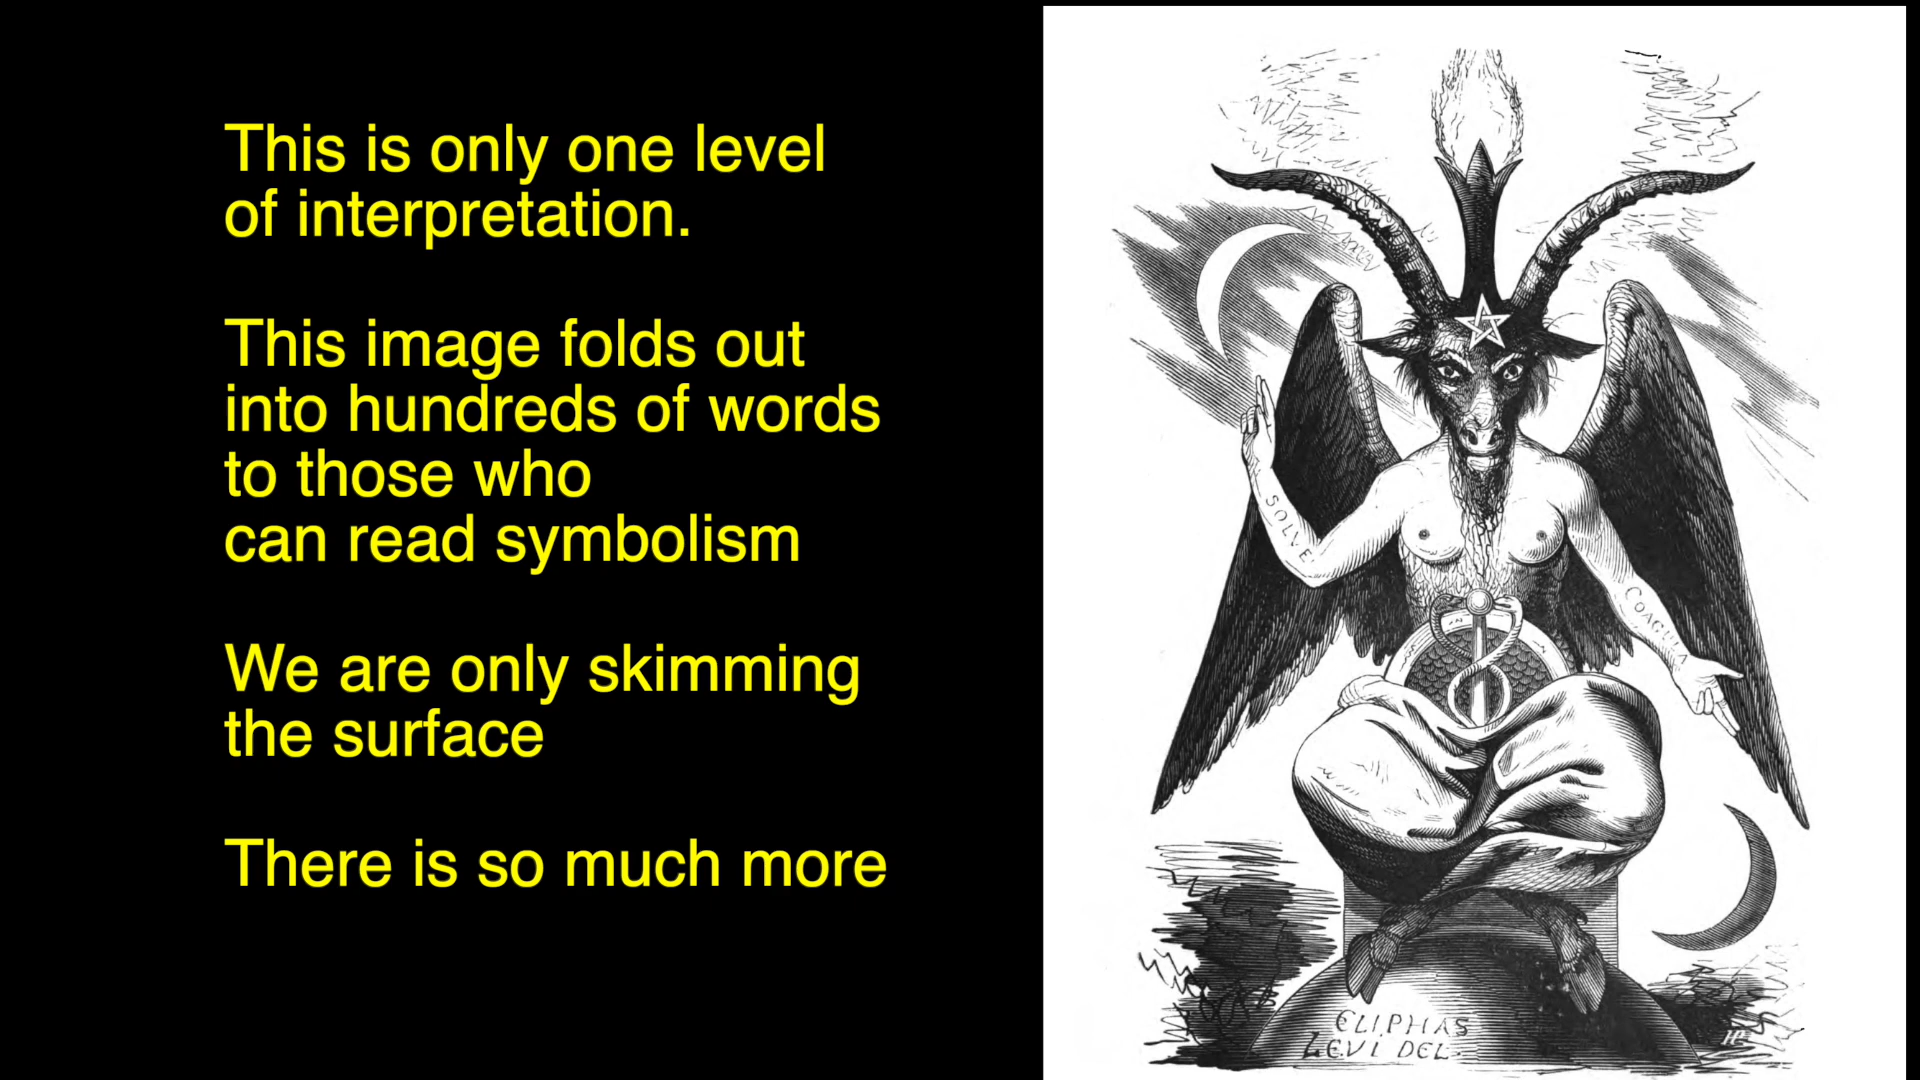 This is only one level
of interpretation.
This image folds out
into hundreds of words
to those who
can read symbolism
We are only skimming
the surface
There is so much more
SOLVE
COAGULA
ELIPHAS
LEVI DEL.